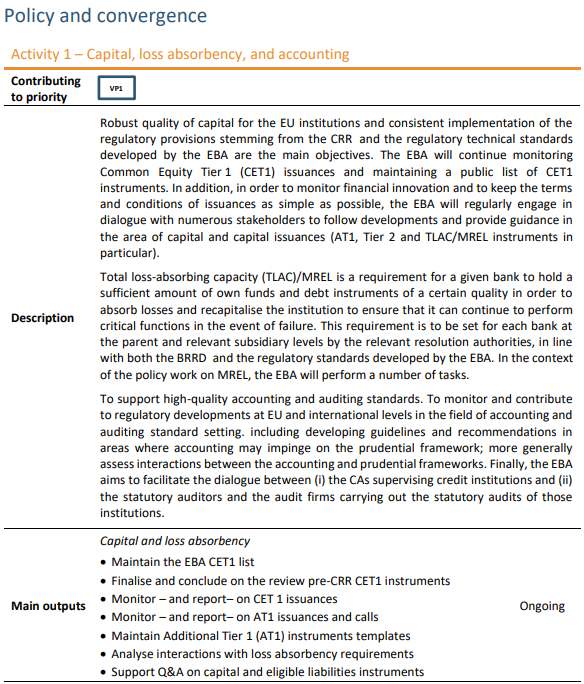 Policy and convergence
Activity 1 – Capital, loss absorbency, and accounting
Contributing
to priority
VP1
Description
Robust quality of capital for the EU institutions and consistent implementation of the
regulatory provisions stemming from the CRR and the regulatory technical standards
developed by the EBA are the main objectives. The EBA will continue monitoring
Common Equity Tier 1 (CET1) issuances and maintaining a public list of CET1
instruments. In addition, in order to monitor financial innovation and to keep the terms
and conditions of issuances as simple as possible, the EBA will regularly engage in
dialogue with numerous stakeholders to follow developments and provide guidance in
the area of capital and capital issuances (AT1, Tier 2 and TLAC/MREL instruments in
particular).
Total loss-absorbing capacity (TLAC)/MREL is a requirement for a given bank to hold a
sufficient amount of own funds and debt instruments of a certain quality in order to
absorb losses and recapitalise the institution to ensure that it can continue to perform
critical functions in the event of failure. This requirement is to be set for each bank at
the parent and relevant subsidiary levels by the relevant resolution authorities, in line
with both the BRRD and the regulatory standards developed by the EBA. In the context
of the policy work on MREL, the EBA will perform a number of tasks.
To support high-quality accounting and auditing standards. To monitor and contribute
to regulatory developments at EU and international levels in the field of accounting and
auditing standard setting. including developing guidelines and recommendations in
areas where accounting may impinge on the prudential framework; more generally
assess interactions between the accounting and prudential frameworks. Finally, the EBA
aims to facilitate the dialogue between (i) the CAs supervising credit institutions and (ii)
the statutory auditors and the audit firms carrying out the statutory audits of those
institutions.
Main outputs
Capital and loss absorbency
• Maintain the EBA CET1 list
• Finalise and conclude on the review pre-CRR CET1 instruments
• Monitor – and report– on CET 1 issuances
• Monitor – and report– on AT1 issuances and calls
• Maintain Additional Tier 1 (AT1) instruments templates
• Analyse interactions with loss absorbency requirements
• Support Q&A on capital and eligible liabilities instruments
Ongoing